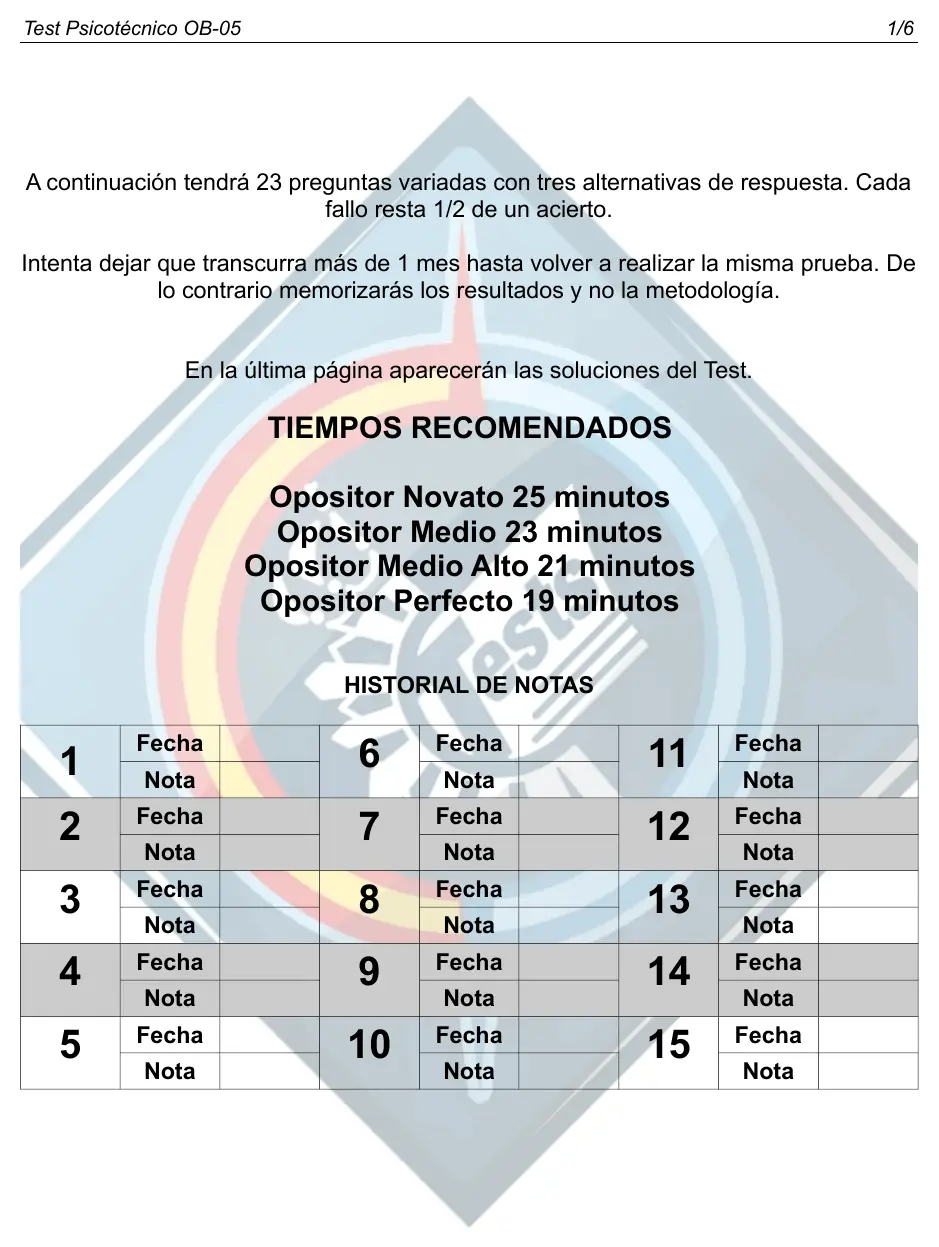 Test Psicotécnico OB-05 1/6
A continuación tendrá 23 preguntas variadas con tres alternativas de respuesta. Cada
fallo resta 1/2 de un acierto.
Intenta dejar que transcurra más de 1 mes hasta volver a realizar la misma prueba. De
lo contrario memorizarás los resultados y no la metodología.
En la última página aparecerán las soluciones del Test.
TIEMPOS RECOMENDADOS
Opositor Novato 25 minutos
Opositor Medio 23 minutos
Opositor Medio Alto 21 minutos
Opositor Perfecto 19 minutos
HISTORIAL DE NOTAS
1 Fecha 6 Fecha 11 Fecha
Nota Nota Nota
2 Fecha 7 Fecha 12 Fecha
Nota Nota Nota
3 Fecha 8 Fecha 13 Fecha
Nota Nota Nota
4 Fecha 9 Fecha 14 Fecha
Nota Nota Nota
5 Fecha 10 Fecha 15 Fecha
Nota Nota Nota